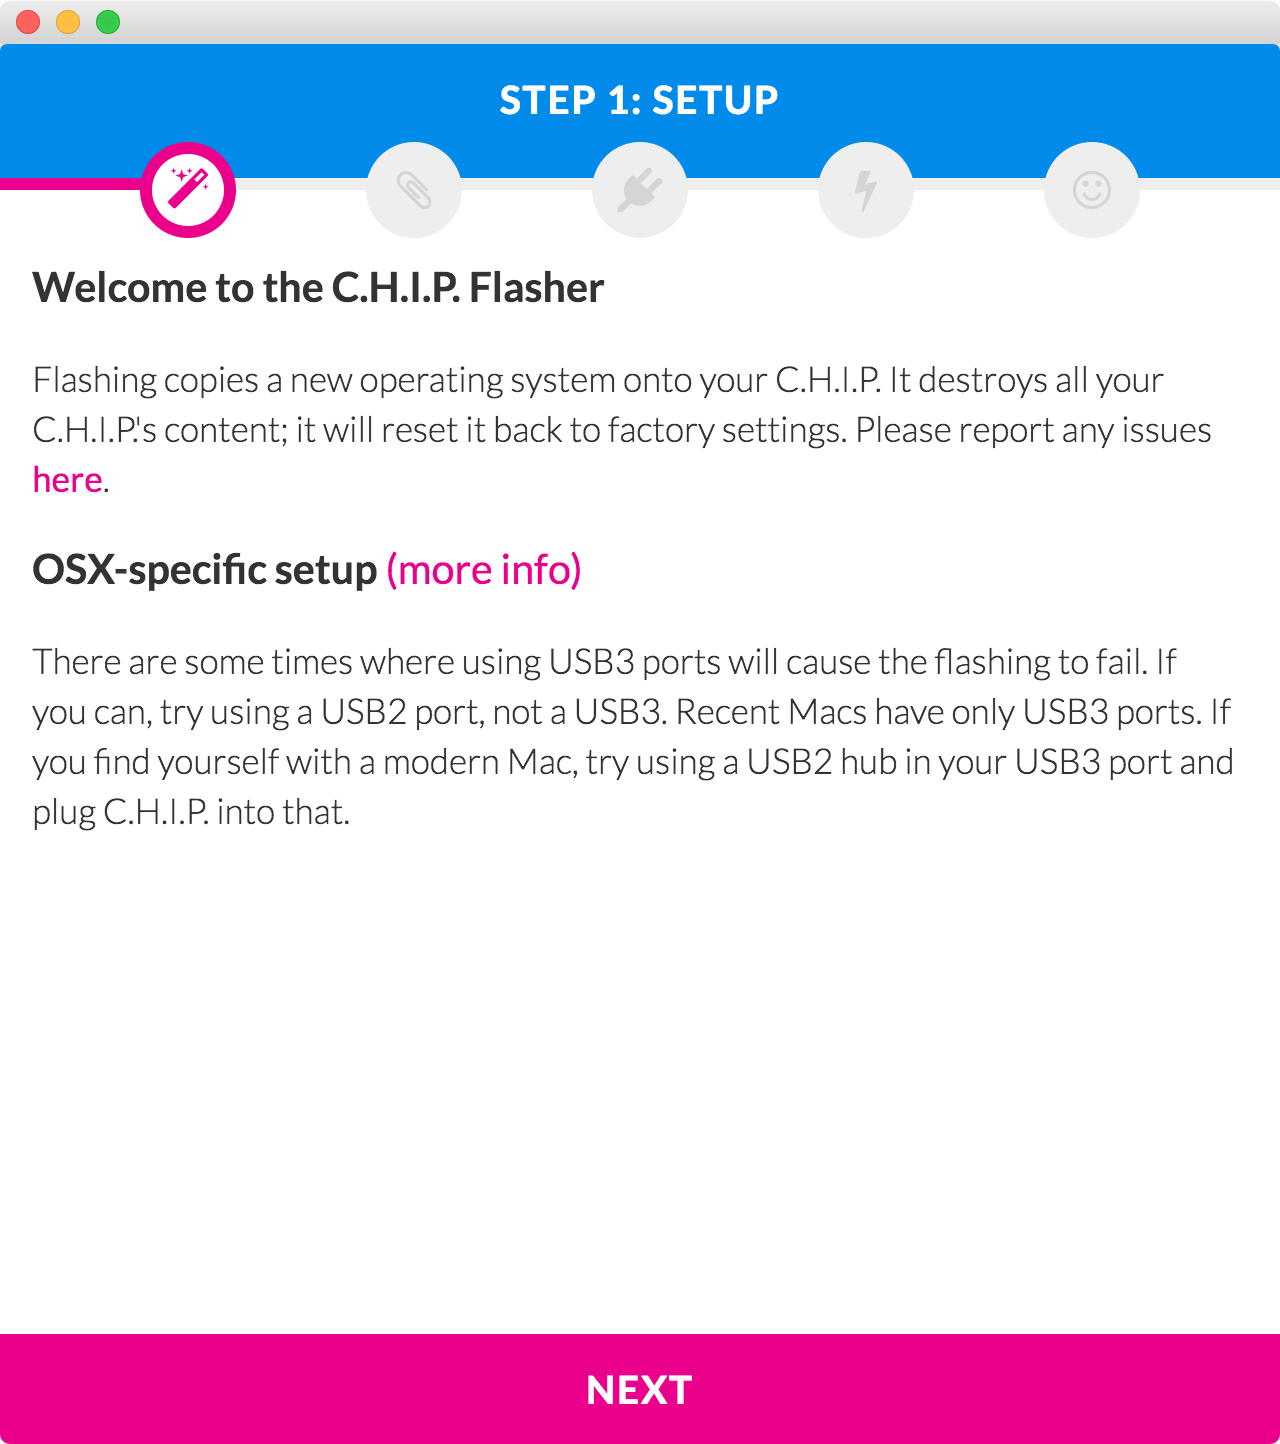 STEP 1: SETUP
Welcome to the C.H.I.P. Flasher
Flashing copies a new operating system onto your C.H.I.P. It destroys all your
C.H.I.P.'s content; it will reset it back to factory settings. Please report any issues
here.
OSX-specific setup (more info)
There are some times where using USB3 ports will cause the flashing to fail. If
you can, try using a USB2 port, not a USB3. Recent Macs have only USB3 ports. If
you find yourself with a modern Mac, try using a USB2 hub in your USB3 port and
plug C.H.I.P. into that.
NEXT